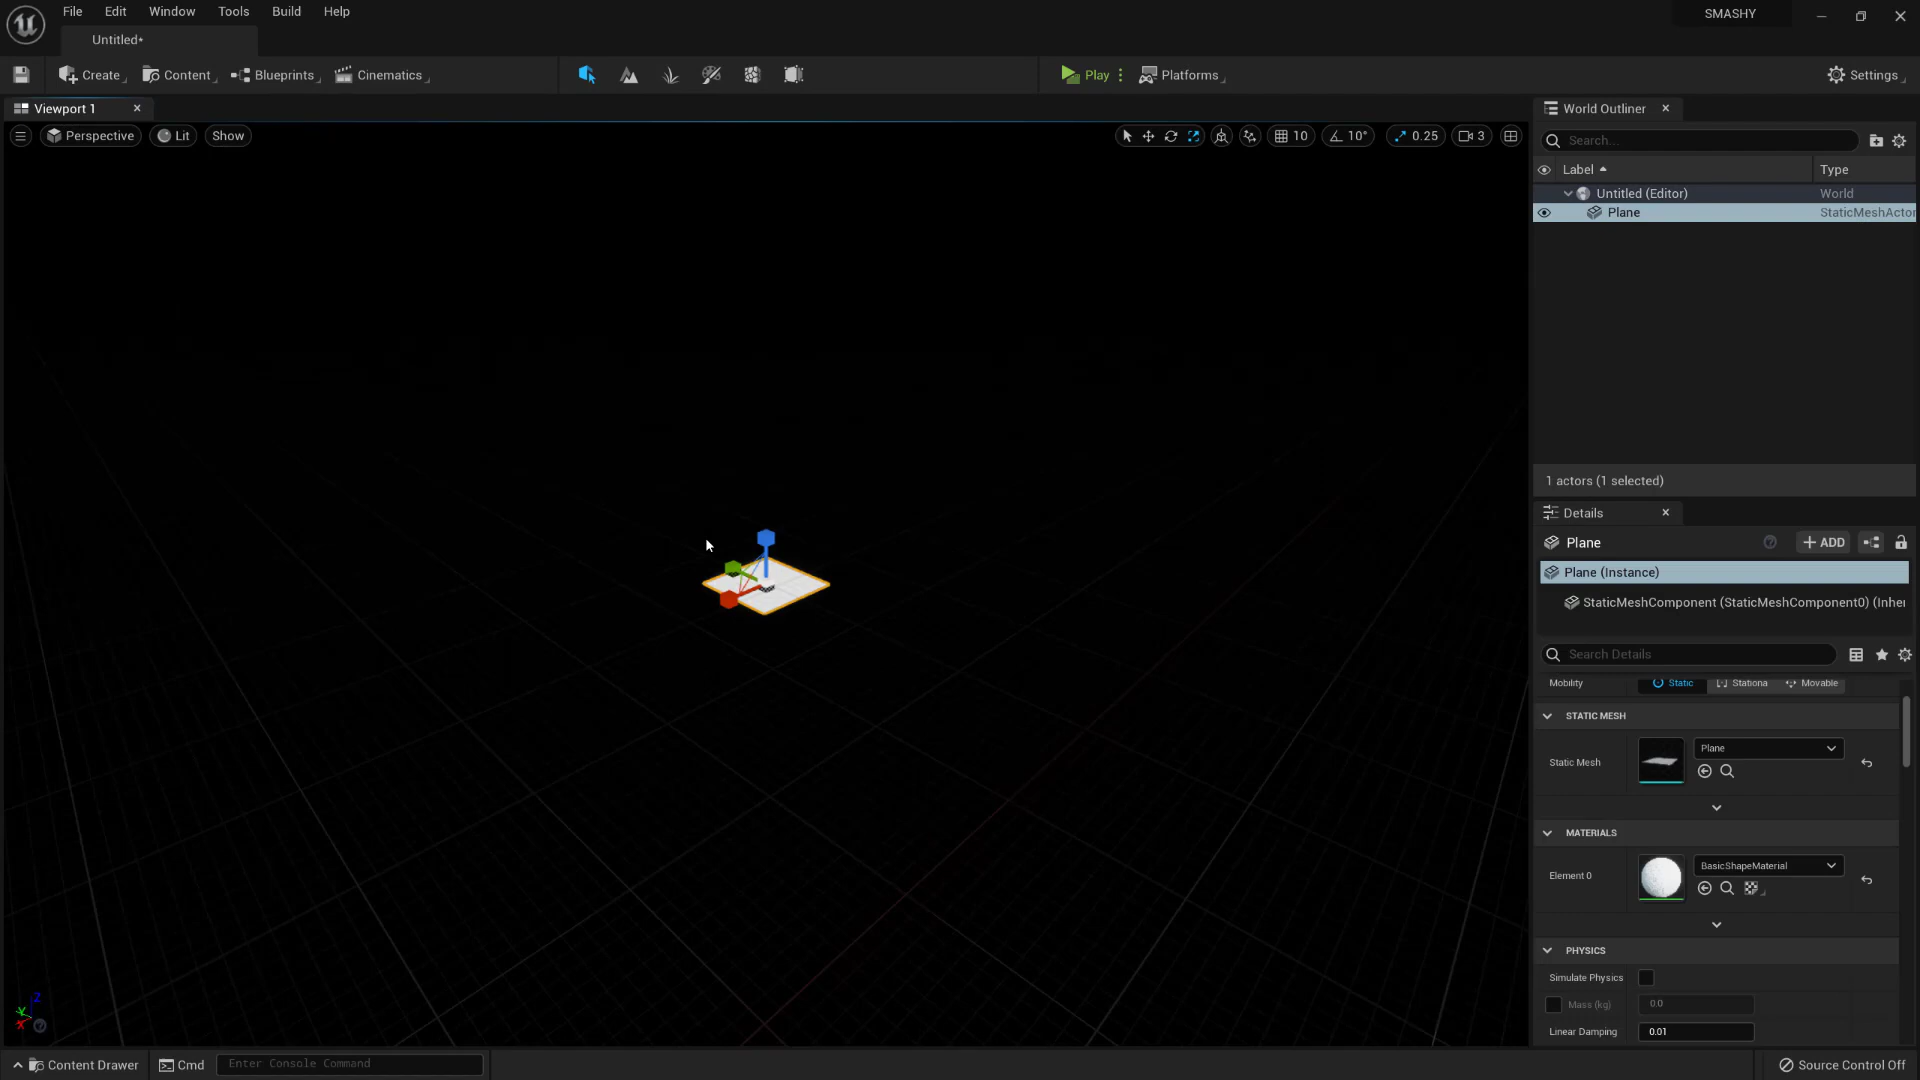 File Edit Window Tools Build Help
SMASHY
Untitled*
Create Content Blueprints Cinematics Play Platforms Settings
Viewport 1
Perspective Lit Show 10 10° 0.25 3
World Outliner
Search...
Label Type
Untitled (Editor) World
Plane StaticMeshActor
1 actors (1 selected)
Details
Plane ADD
Plane (Instance)
StaticMeshComponent (StaticMeshComponent0) (Inher
Search Details
Mobility Static Stationa Movable
STATIC MESH
Static Mesh Plane
MATERIALS
Element 0 BasicShapeMaterial
PHYSICS
Simulate Physics
Mass (kg) 0.0
Linear Damping 0.01
Z
Y
X
Content Drawer Cmd Enter Console Command Source Control Off